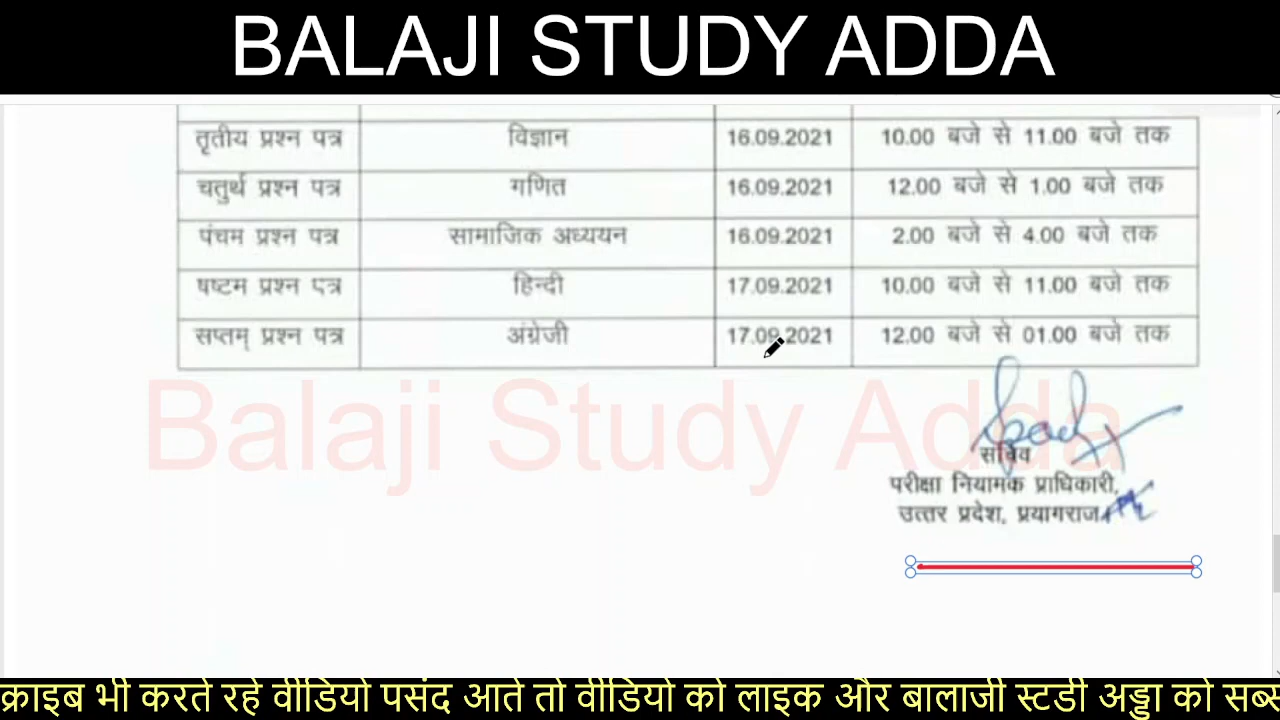 BALAJI STUDY ADDA
तृतीय प्रश्न पत्र विज्ञान 16.09.2021 10.00 बजे से 11.00 बजे तक
चतुर्थ प्रश्न पत्र गणित 16.09.2021 12.00 बजे से 1.00 बजे तक
पंचम प्रश्न पत्र सामाजिक अध्ययन 16.09.2021 2.00 बजे से 4.00 बजे तक
षष्टम प्रश्न पत्र हिन्दी 17.09.2021 10.00 बजे से 11.00 बजे तक
सप्तम् प्रश्न पत्र अंग्रेजी 17.09.2021 12.00 बजे से 01.00 बजे तक
Balaji Study Adda
सचिव
परीक्षा नियामक प्राधिकारी,
उत्तर प्रदेश, प्रयागराज
क्राइब भी करते रहे वीडियो पसंद आते तो वीडियो को लाइक और बालाजी स्टडी अड्डा को सब्स